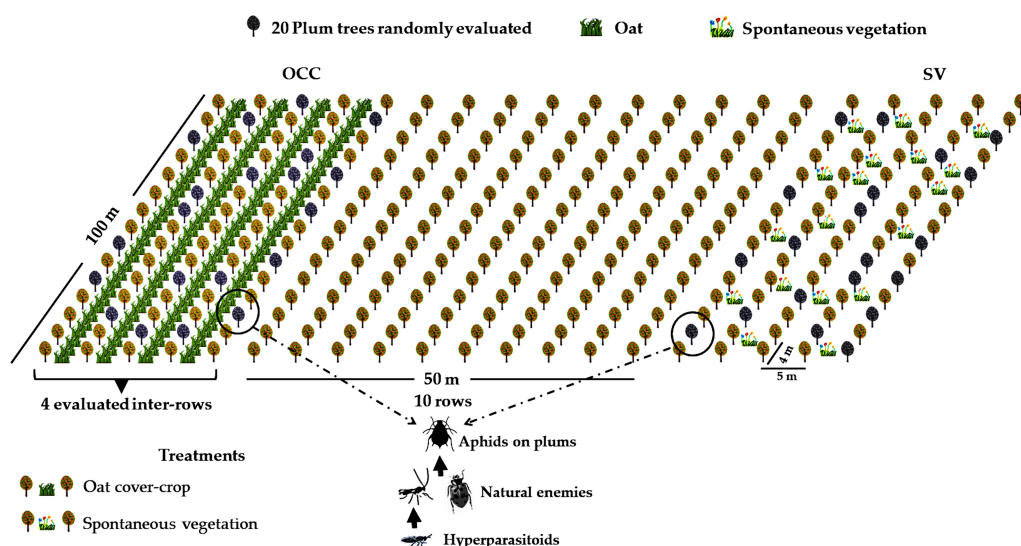 20 Plum trees randomly evaluated
Oat
Spontaneous vegetation
OCC
SV
100 m
4 m
5 m
50 m
10 rows
4 evaluated inter-rows
Aphids on plums
Treatments
Oat cover-crop
Natural enemies
Spontaneous vegetation
Hyperparasitoids